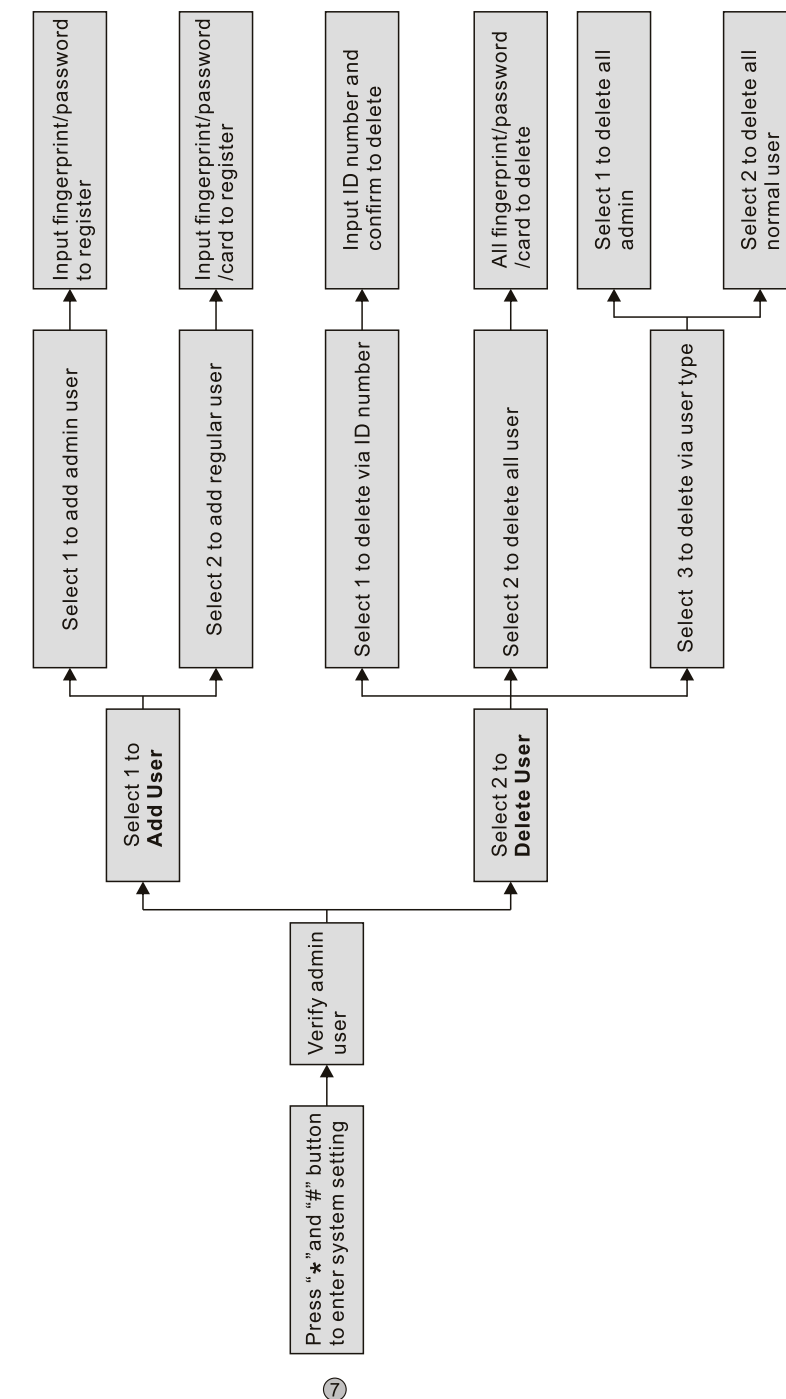 Press “*”and “#” button
to enter system setting
Verify admin
user
Select 1 to
Add User
Select 1 to add admin user
Input fingerprint/password
to register
Select 2 to add regular user
Input fingerprint/password
/card to register
Select 2 to
Delete User
Select 1 to delete via ID number
Input ID number and
confirm to delete
Select 2 to delete all user
All fingerprint/password
/card to delete
Select 3 to delete via user type
Select 1 to delete all
admin
Select 2 to delete all
normal user
7